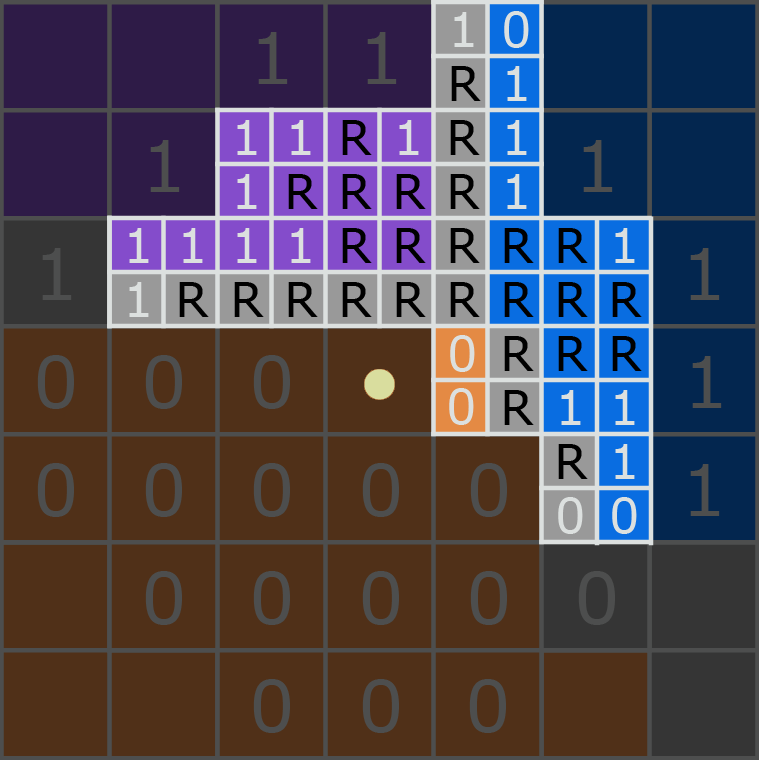 1 0
1 1
R 1
1 1 R 1 R 1
1 1
1 R R R R 1
1 1 1 1 R R R R R 1
1 1
1 R R R R R R R R R
0 R R R
0 0 0 1
0 R 1 1
R 1
0 0 0 0 0 1
0 0
0 0 0 0 0
0 0 0